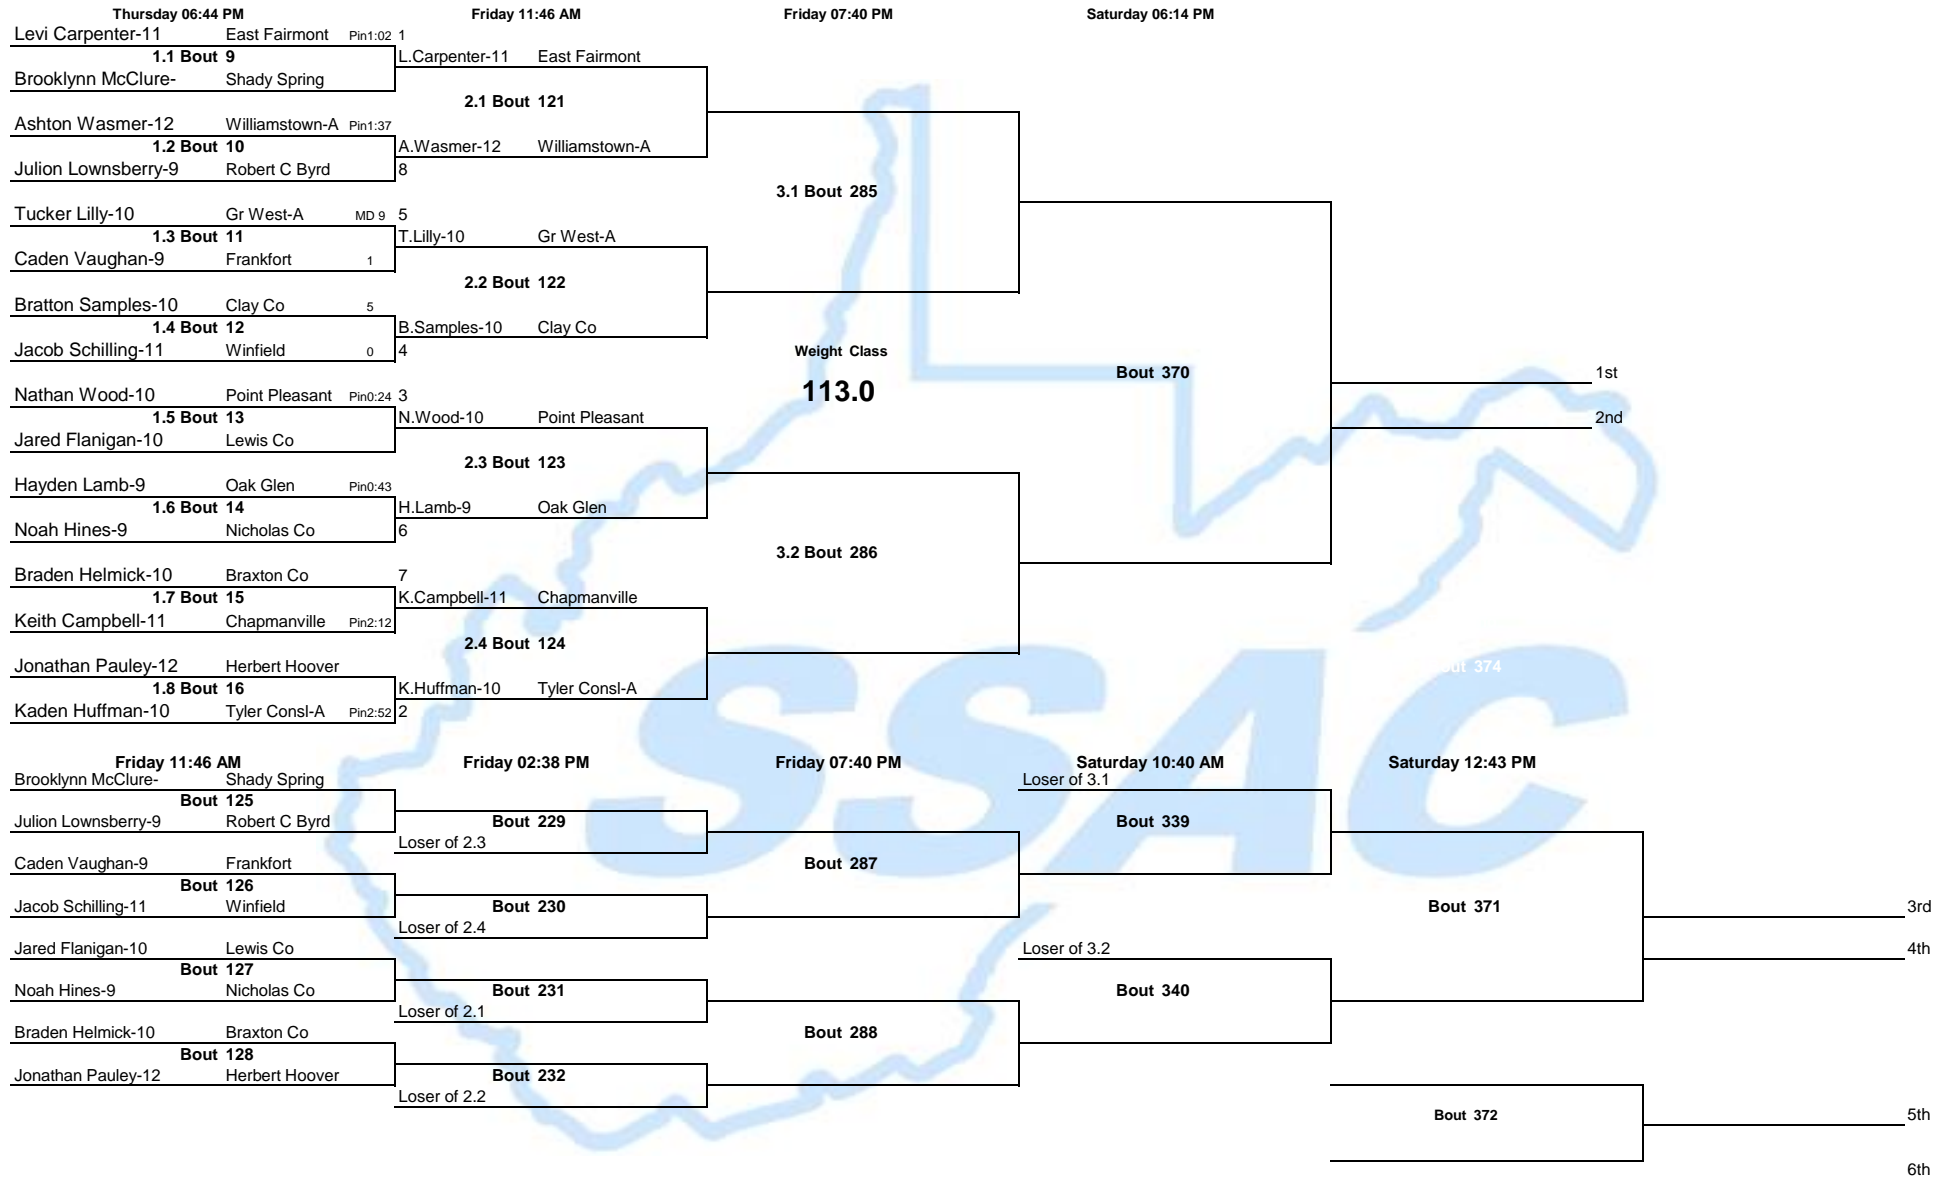 Thursday 06:44 PM Friday 11:46 AM Friday 07:40 PM Saturday 06:14 PM
Levi Carpenter-11 East Fairmont Pin1:02 1
1.1 Bout 9 L.Carpenter-11 East Fairmont
Brooklynn McClure- Shady Spring
2.1 Bout 121
Ashton Wasmer-12 Williamstown-A Pin1:37
1.2 Bout 10 A.Wasmer-12 Williamstown-A
Julion Lownsberry-9 Robert C Byrd 8
3.1 Bout 285
Tucker Lilly-10 Gr West-A MD 9 5
1.3 Bout 11 T.Lilly-10 Gr West-A
Caden Vaughan-9 Frankfort 1
2.2 Bout 122
Bratton Samples-10 Clay Co 5
1.4 Bout 12 B.Samples-10 Clay Co
Jacob Schilling-11 Winfield 0 4 Weight Class
Bout 370 1st
Nathan Wood-10 Point Pleasant Pin0:24 3 113.0
1.5 Bout 13 N.Wood-10 Point Pleasant 2nd
Jared Flanigan-10 Lewis Co
2.3 Bout 123
Hayden Lamb-9 Oak Glen Pin0:43
1.6 Bout 14 H.Lamb-9 Oak Glen
Noah Hines-9 Nicholas Co 6
3.2 Bout 286
Braden Helmick-10 Braxton Co 7
1.7 Bout 15 K.Campbell-11 Chapmanville
Keith Campbell-11 Chapmanville Pin2:12
2.4 Bout 124
Jonathan Pauley-12 Herbert Hoover 374
1.8 Bout 16 K.Huffman-10 Tyler Consl-A
Kaden Huffman-10 Tyler Consl-A Pin2:52 2
SSAC
Friday 11:46 AM Friday 02:38 PM Friday 07:40 PM Saturday 10:40 AM Saturday 12:43 PM
Brooklynn McClure- Shady Spring Loser of 3.1
Bout 125
Julion Lownsberry-9 Robert C Byrd Bout 229 Bout 339
Loser of 2.3
Caden Vaughan-9 Frankfort Bout 287
Bout 126
Jacob Schilling-11 Winfield Bout 230 Bout 371 3rd
Loser of 2.4
Jared Flanigan-10 Lewis Co Loser of 3.2 4th
Bout 127
Noah Hines-9 Nicholas Co Bout 231 Bout 340
Loser of 2.1
Braden Helmick-10 Braxton Co Bout 288
Bout 128
Jonathan Pauley-12 Herbert Hoover Bout 232
Loser of 2.2
Bout 372 5th
6th